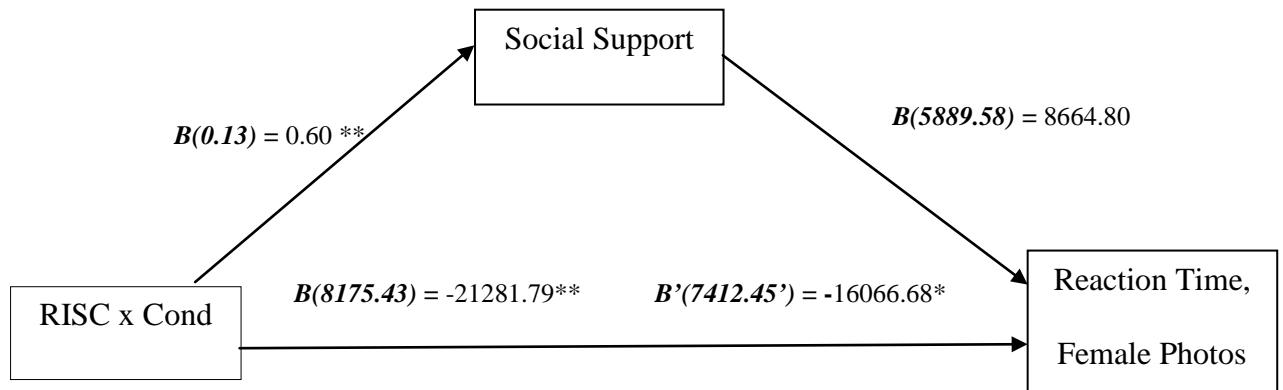 Social Support
B(0.13) = 0.60 **
B(5889.58) = 8664.80
B(8175.43) = -21281.79**
B’(7412.45’) = -16066.68*
RISC x Cond
Reaction Time,
Female Photos